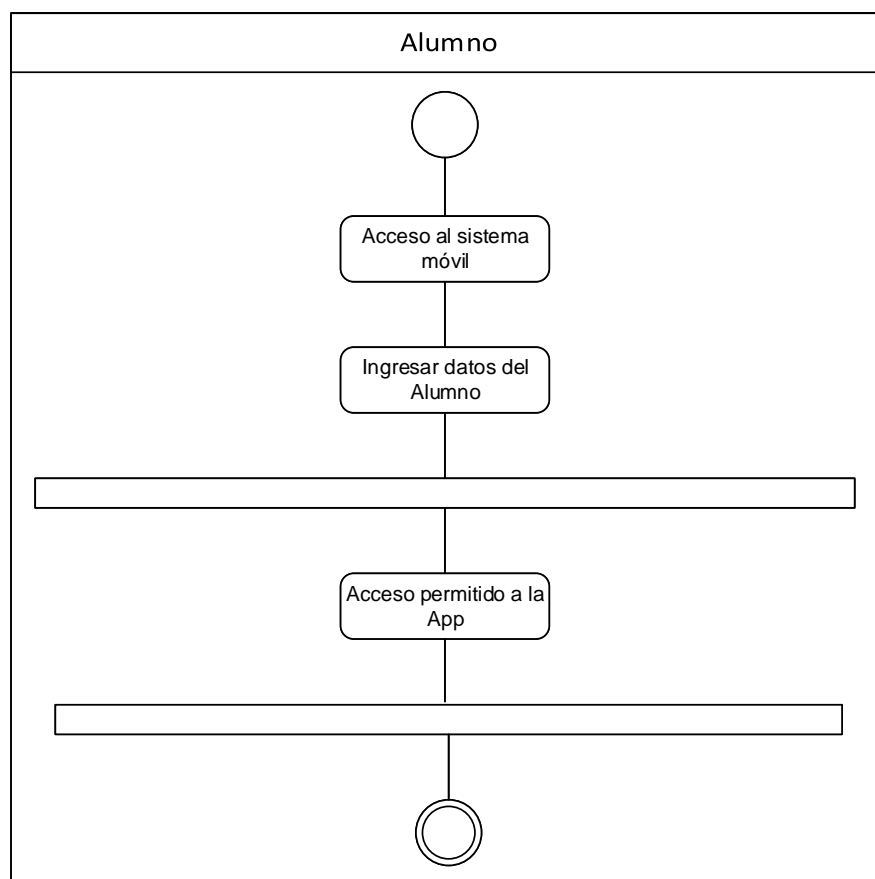 Alumno
Acceso al sistema
móvil
Ingresar datos del
Alumno
Acceso permitido a la
App